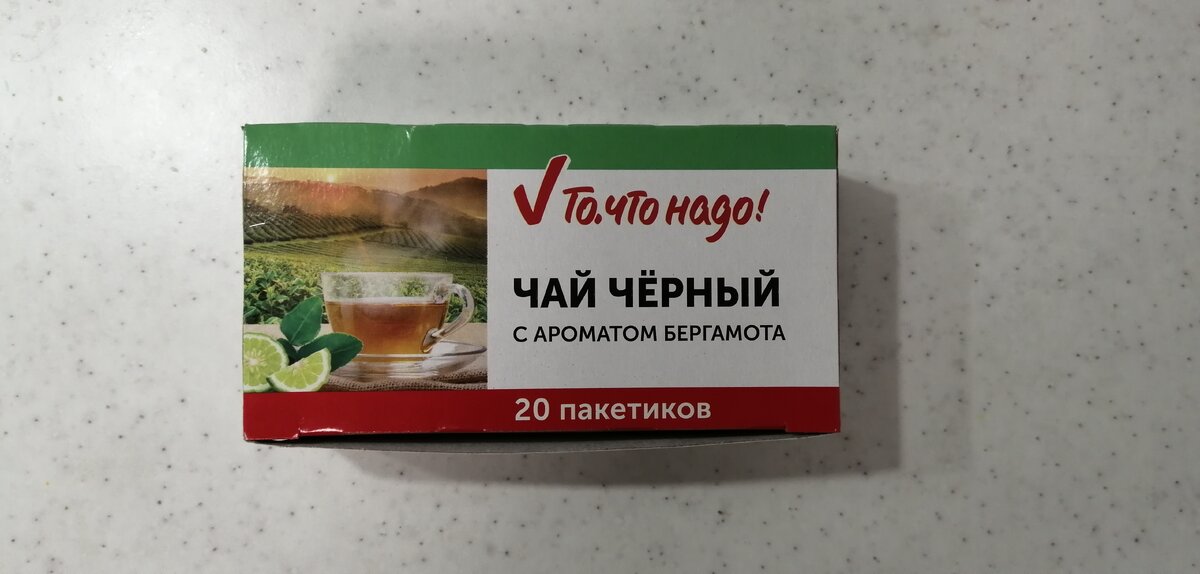 То, что надо!
ЧАЙ ЧЁРНЫЙ
С АРОМАТОМ БЕРГАМОТА
20 пакетиков